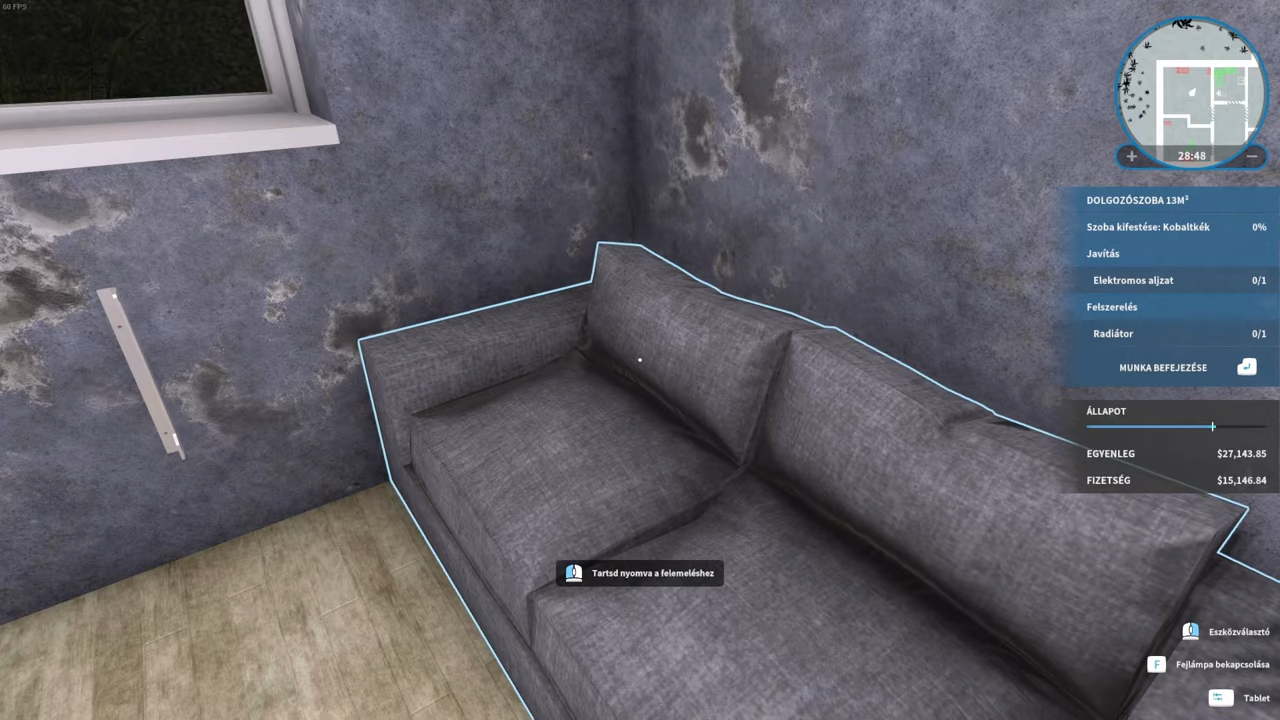 60 FPS
28:48
DOLGOZÓSZOBA 13M²
Szoba kifestése: Kobaltkék 0%
Javítás
Elektromos aljzat 0/1
Felszerelés
Radiátor 0/1
MUNKA BEFEJEZÉSE
ÁLLAPOT
EGYENLEG $27,143.85
FIZETSÉG $15,146.84
Tartsd nyomva a felemeléshez
Eszközválasztó
F Fejlámpa bekapcsolása
Tablet